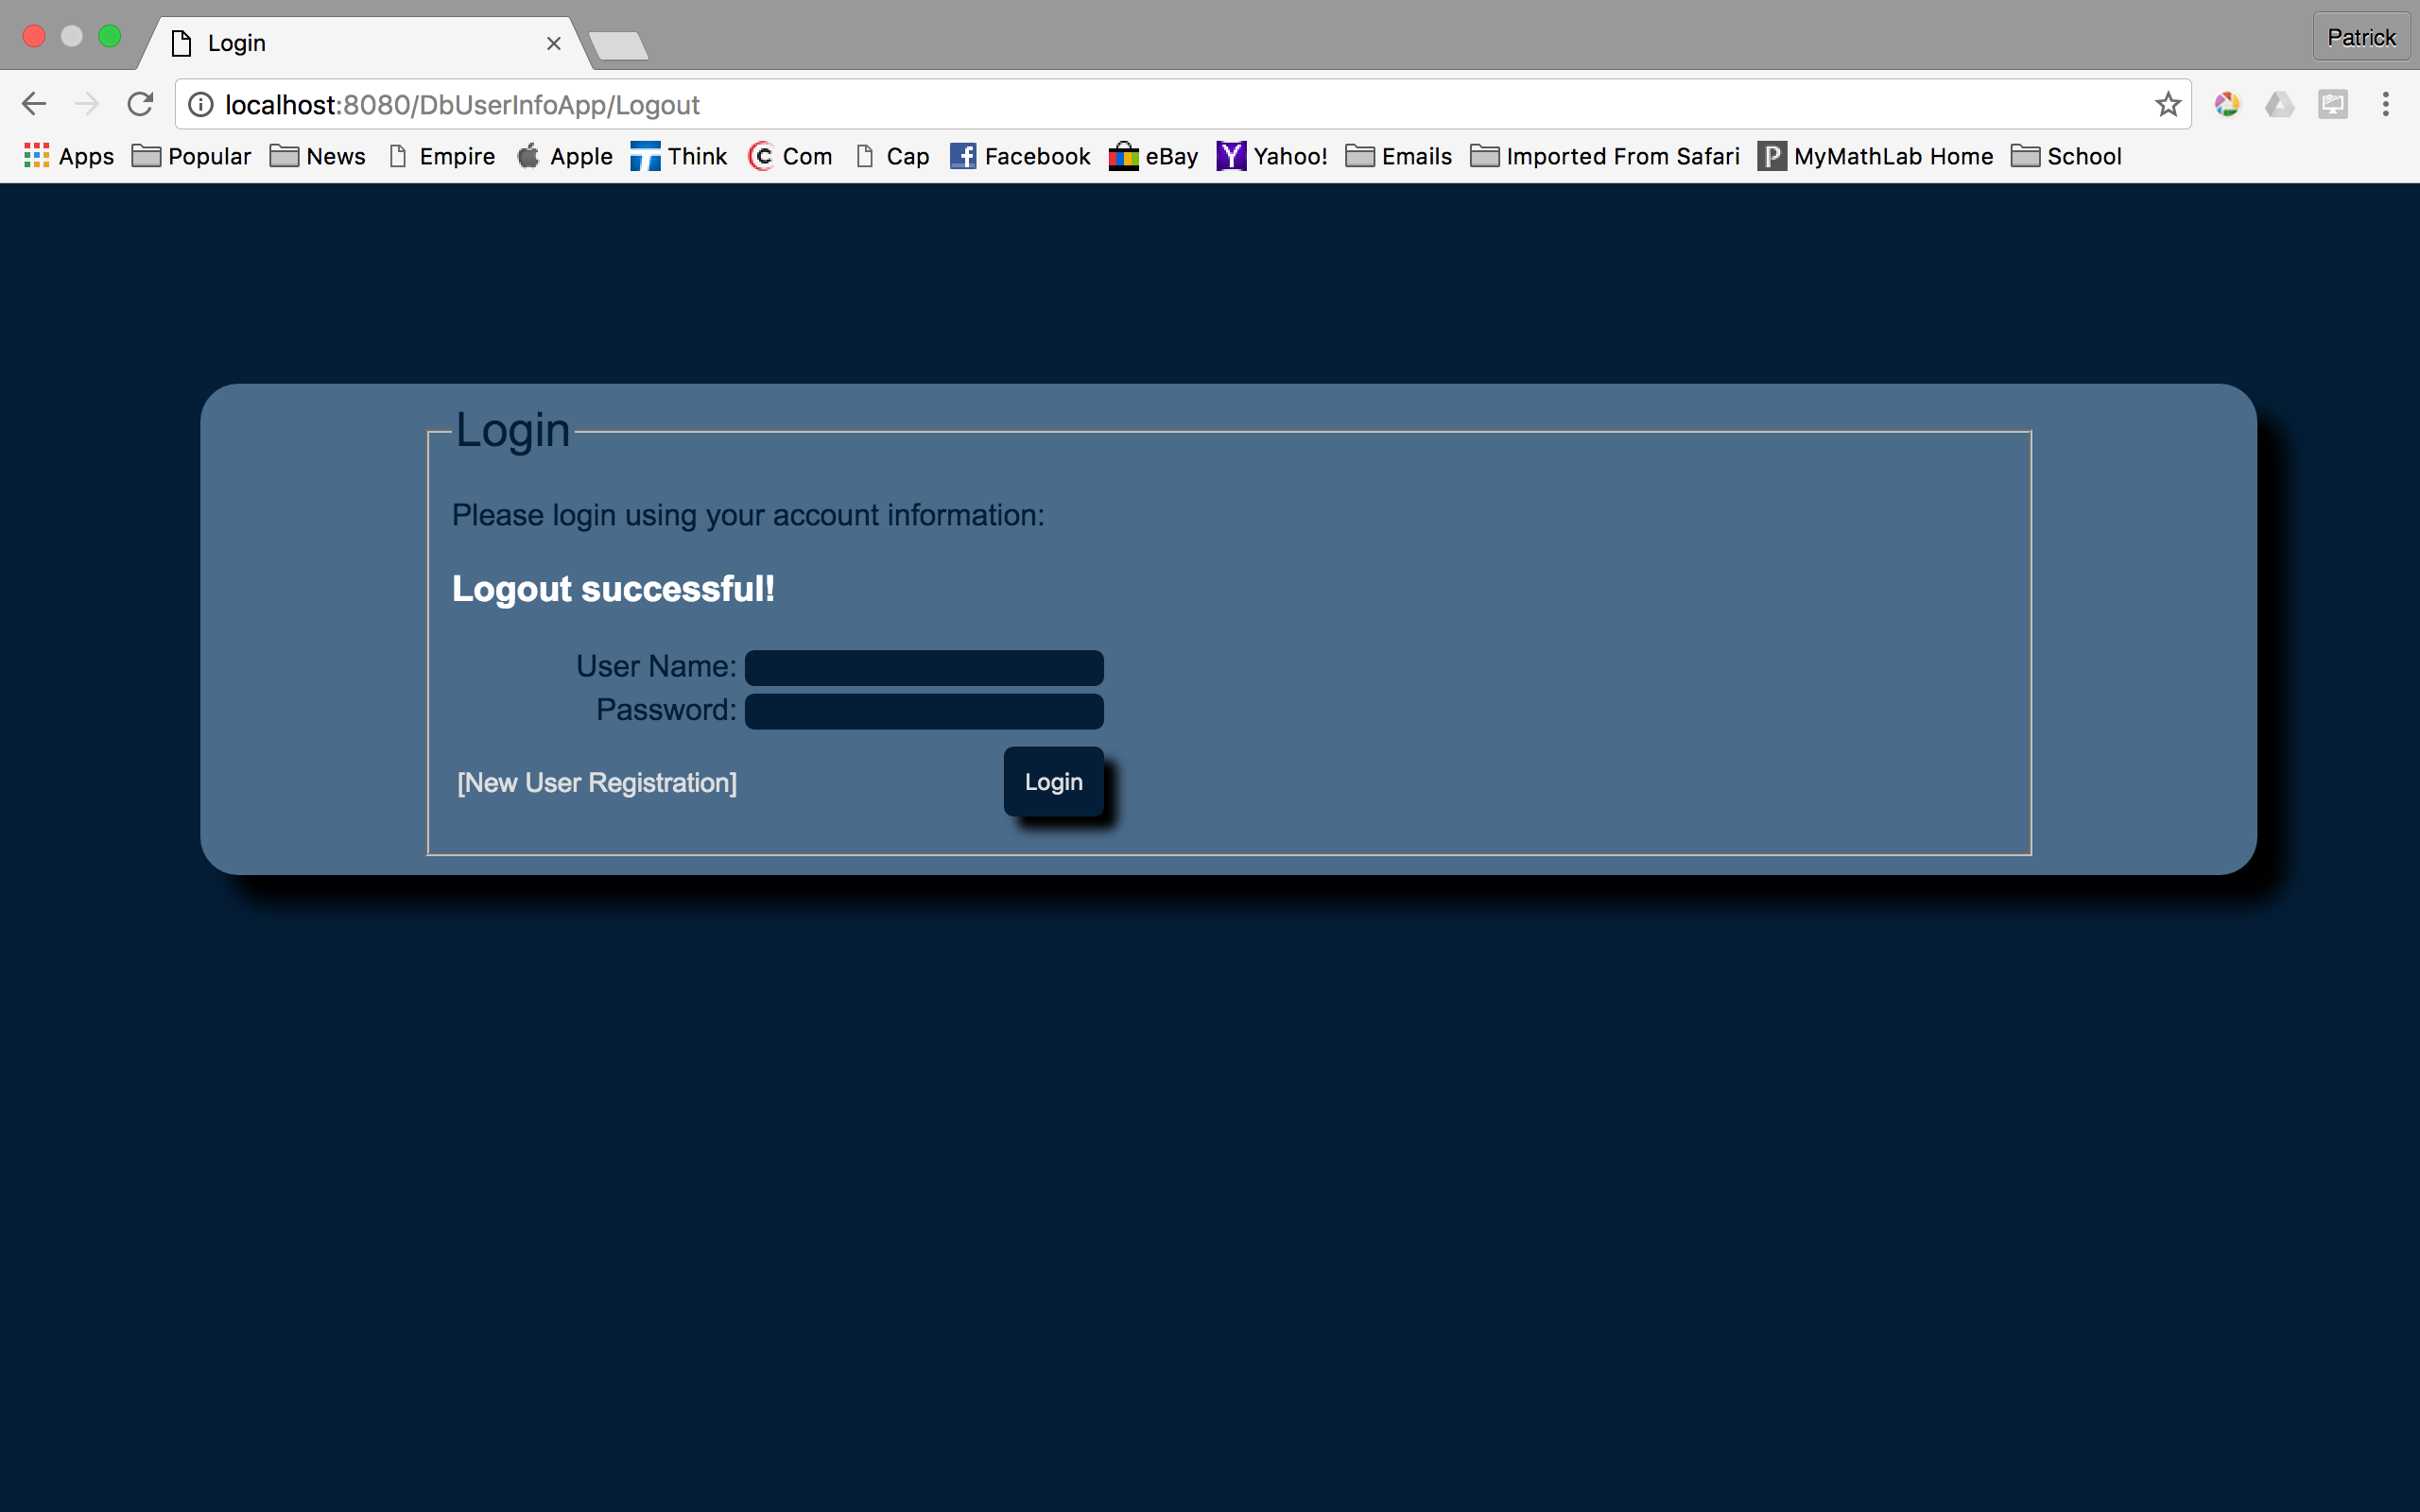 Login
Patrick
localhost:8080/DbUserInfoApp/Logout
Apps Popular News Empire Apple Think Com Cap Facebook eBay Yahoo! Emails Imported From Safari MyMathLab Home School
Login
Please login using your account information:
Logout successful!
User Name:
Password:
[New User Registration] Login